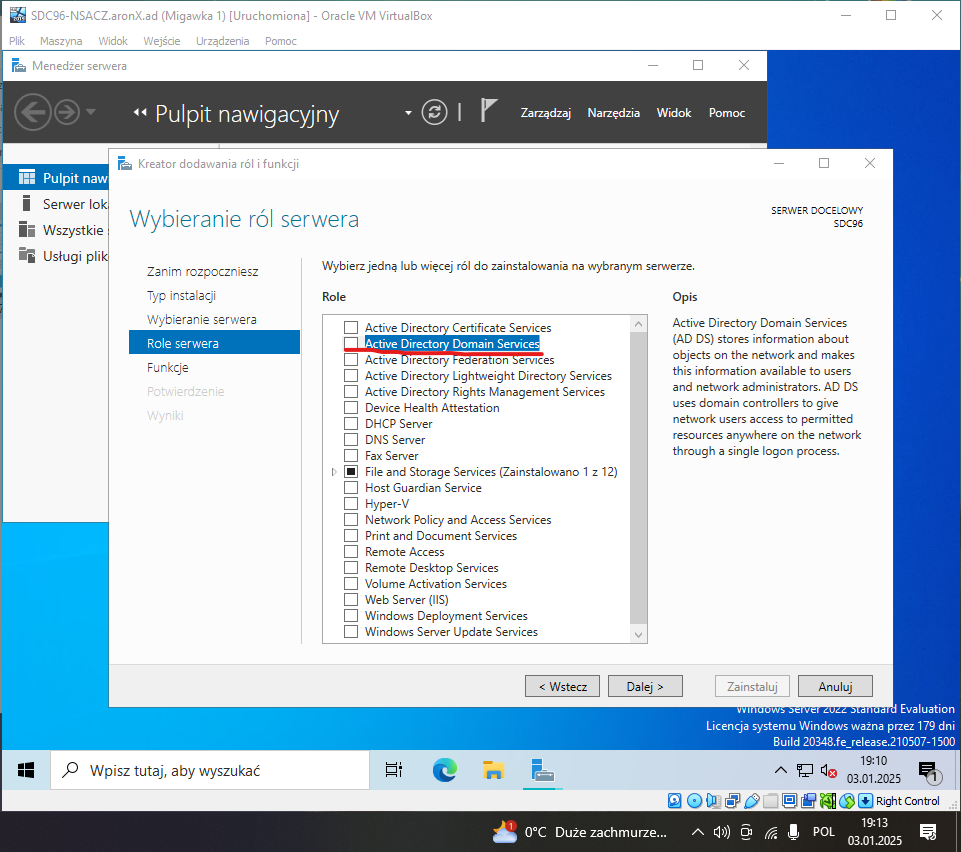 SDC96-NSACZ.aronX.ad (Migawka 1) [Uruchomiona] - Oracle VM VirtualBox
Plik Maszyna Widok Wejście Urządzenia Pomoc
Menedżer serwera
Pulpit nawigacyjny
Zarządzaj Narzędzia Widok Pomoc
Pulpit naw
Serwer lok
Wszystkie
Usługi plik
Kreator dodawania ról i funkcji
Wybieranie ról serwera
SERWER DOCELOWY
SDC96
Zanim rozpoczniesz
Typ instalacji
Wybieranie serwera
Role serwera
Funkcje
Potwierdzenie
Wyniki
Wybierz jedną lub więcej ról do zainstalowania na wybranym serwerze.
Role
Active Directory Certificate Services
Active Directory Domain Services
Active Directory Federation Services
Active Directory Lightweight Directory Services
Active Directory Rights Management Services
Device Health Attestation
DHCP Server
DNS Server
Fax Server
File and Storage Services (Zainstalowano 1 z 12)
Host Guardian Service
Hyper-V
Network Policy and Access Services
Print and Document Services
Remote Access
Remote Desktop Services
Volume Activation Services
Web Server (IIS)
Windows Deployment Services
Windows Server Update Services
Opis
Active Directory Domain Services
(AD DS) stores information about
objects on the network and makes
this information available to users
and network administrators. AD DS
uses domain controllers to give
network users access to permitted
resources anywhere on the network
through a single logon process.
< Wstecz Dalej > Zainstaluj Anuluj
Windows Server 2022 Standard Evaluation
Licencja systemu Windows ważna przez 179 dni
Build 20348.fe_release.210507-1500
Wpisz tutaj, aby wyszukać
19:10
03.01.2025
1
Right Control
1
0°C Duże zachmurze...
POL
19:13
03.01.2025